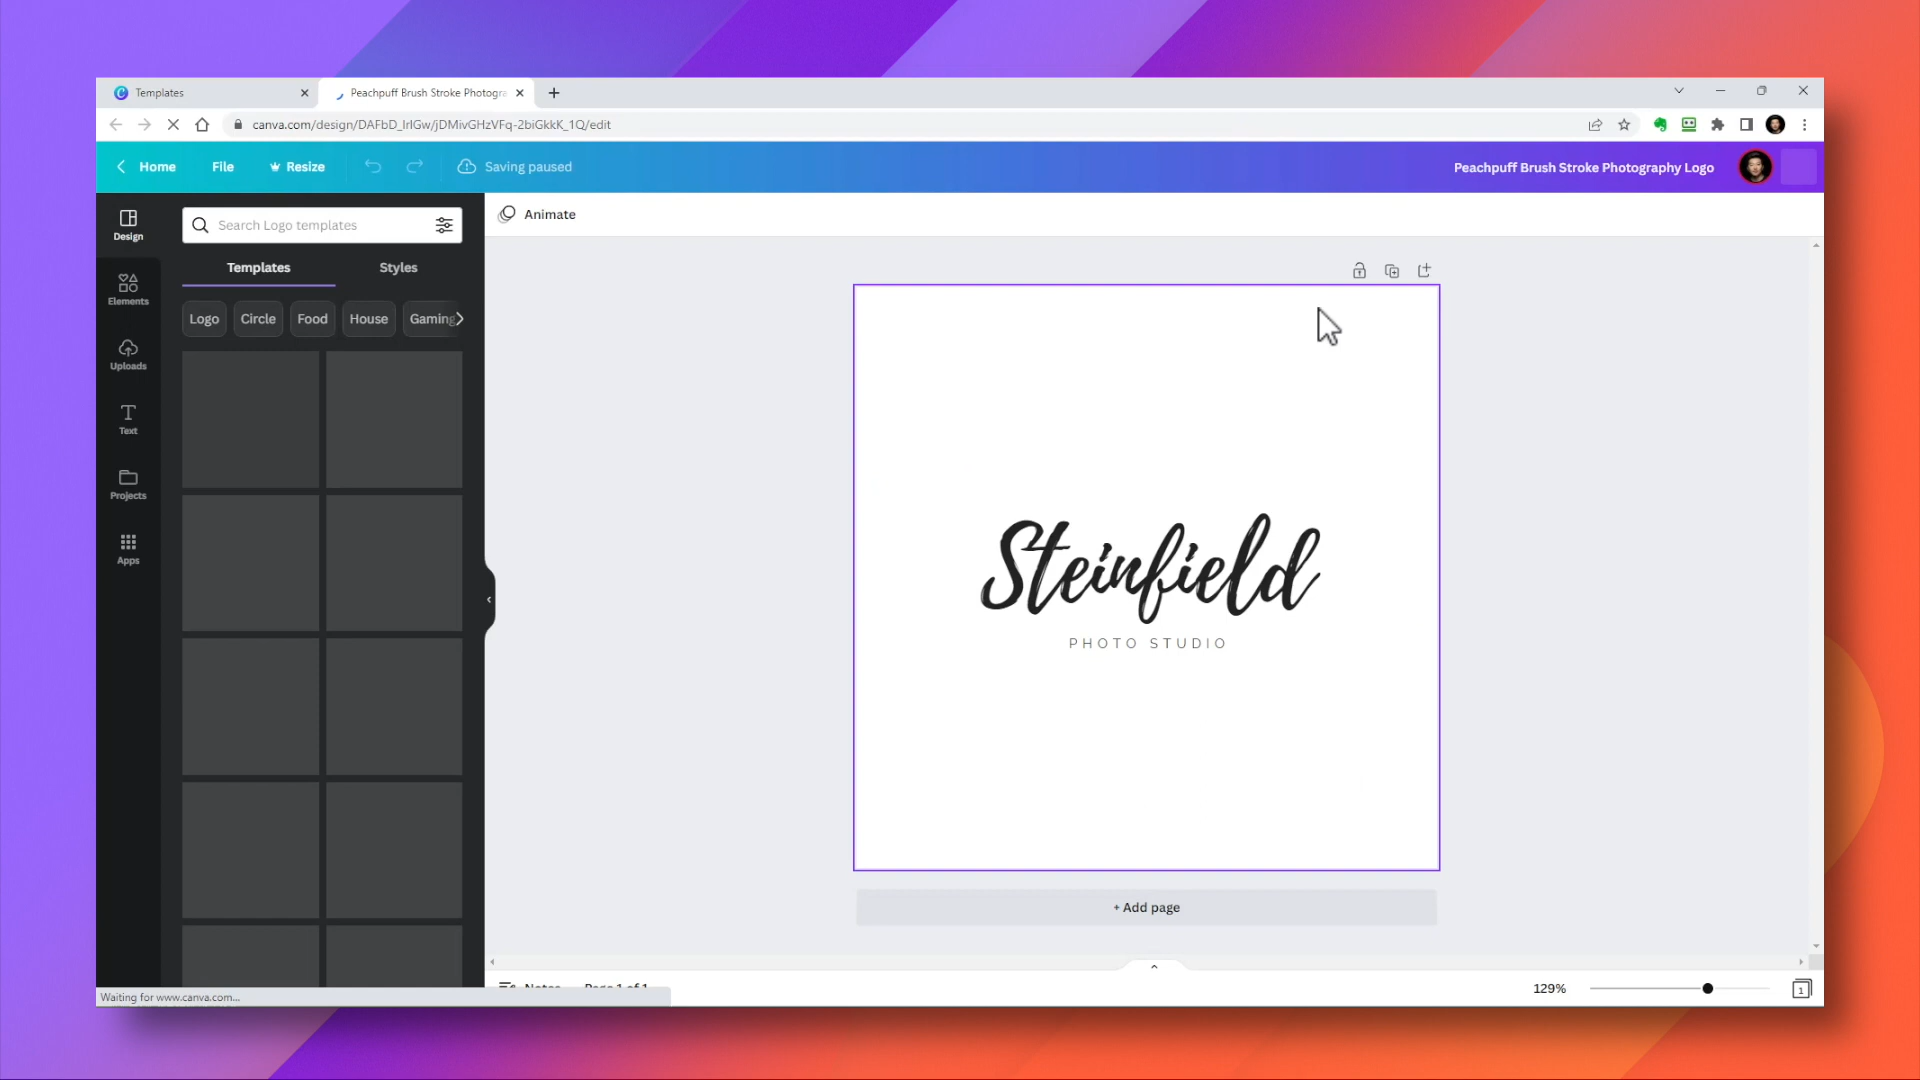 Templates
Peachpuff Brush Stroke Photogra
canva.com/design/DAFbD_lrIGw/jDMivGHzVFq-2biGkkK_1Q/edit
Home
File
Resize
Saving paused
Peachpuff Brush Stroke Photography Logo
Design
Search Logo templates
Animate
Templates
Styles
Elements
Logo
Circle
Food
House
Gaming
Uploads
Text
Projects
Apps
Steinfield
PHOTO STUDIO
+ Add page
Notes
Page 1 of 1
129%
1
Waiting for www.canva.com...